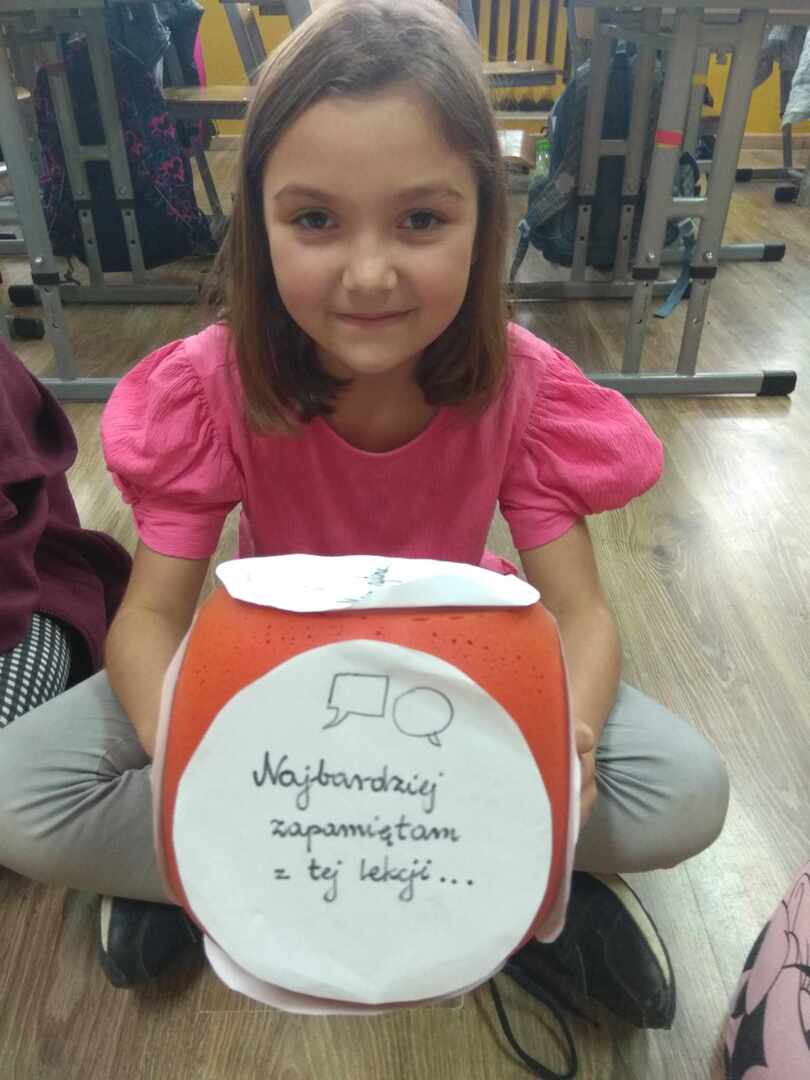 Najbardziej
zapamiętam
z tej lekcji...